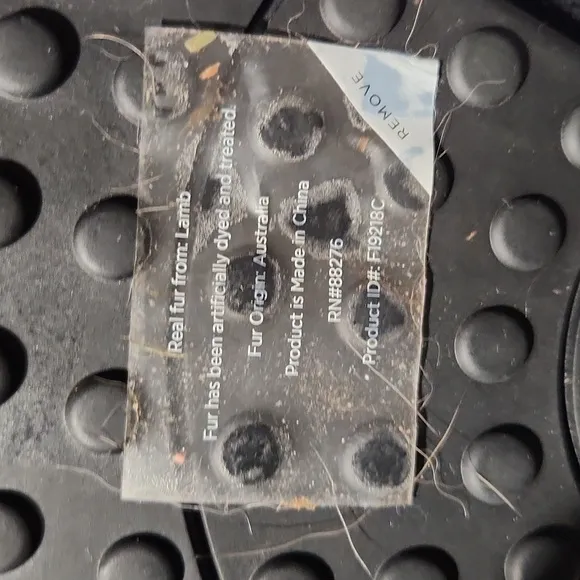 REMOVE
Real fur from: Lamb
Fur has been artificially dyed and treated.
Fur Origin: Australia
Product is Made in China
RN#88276
Product ID#: F19218C